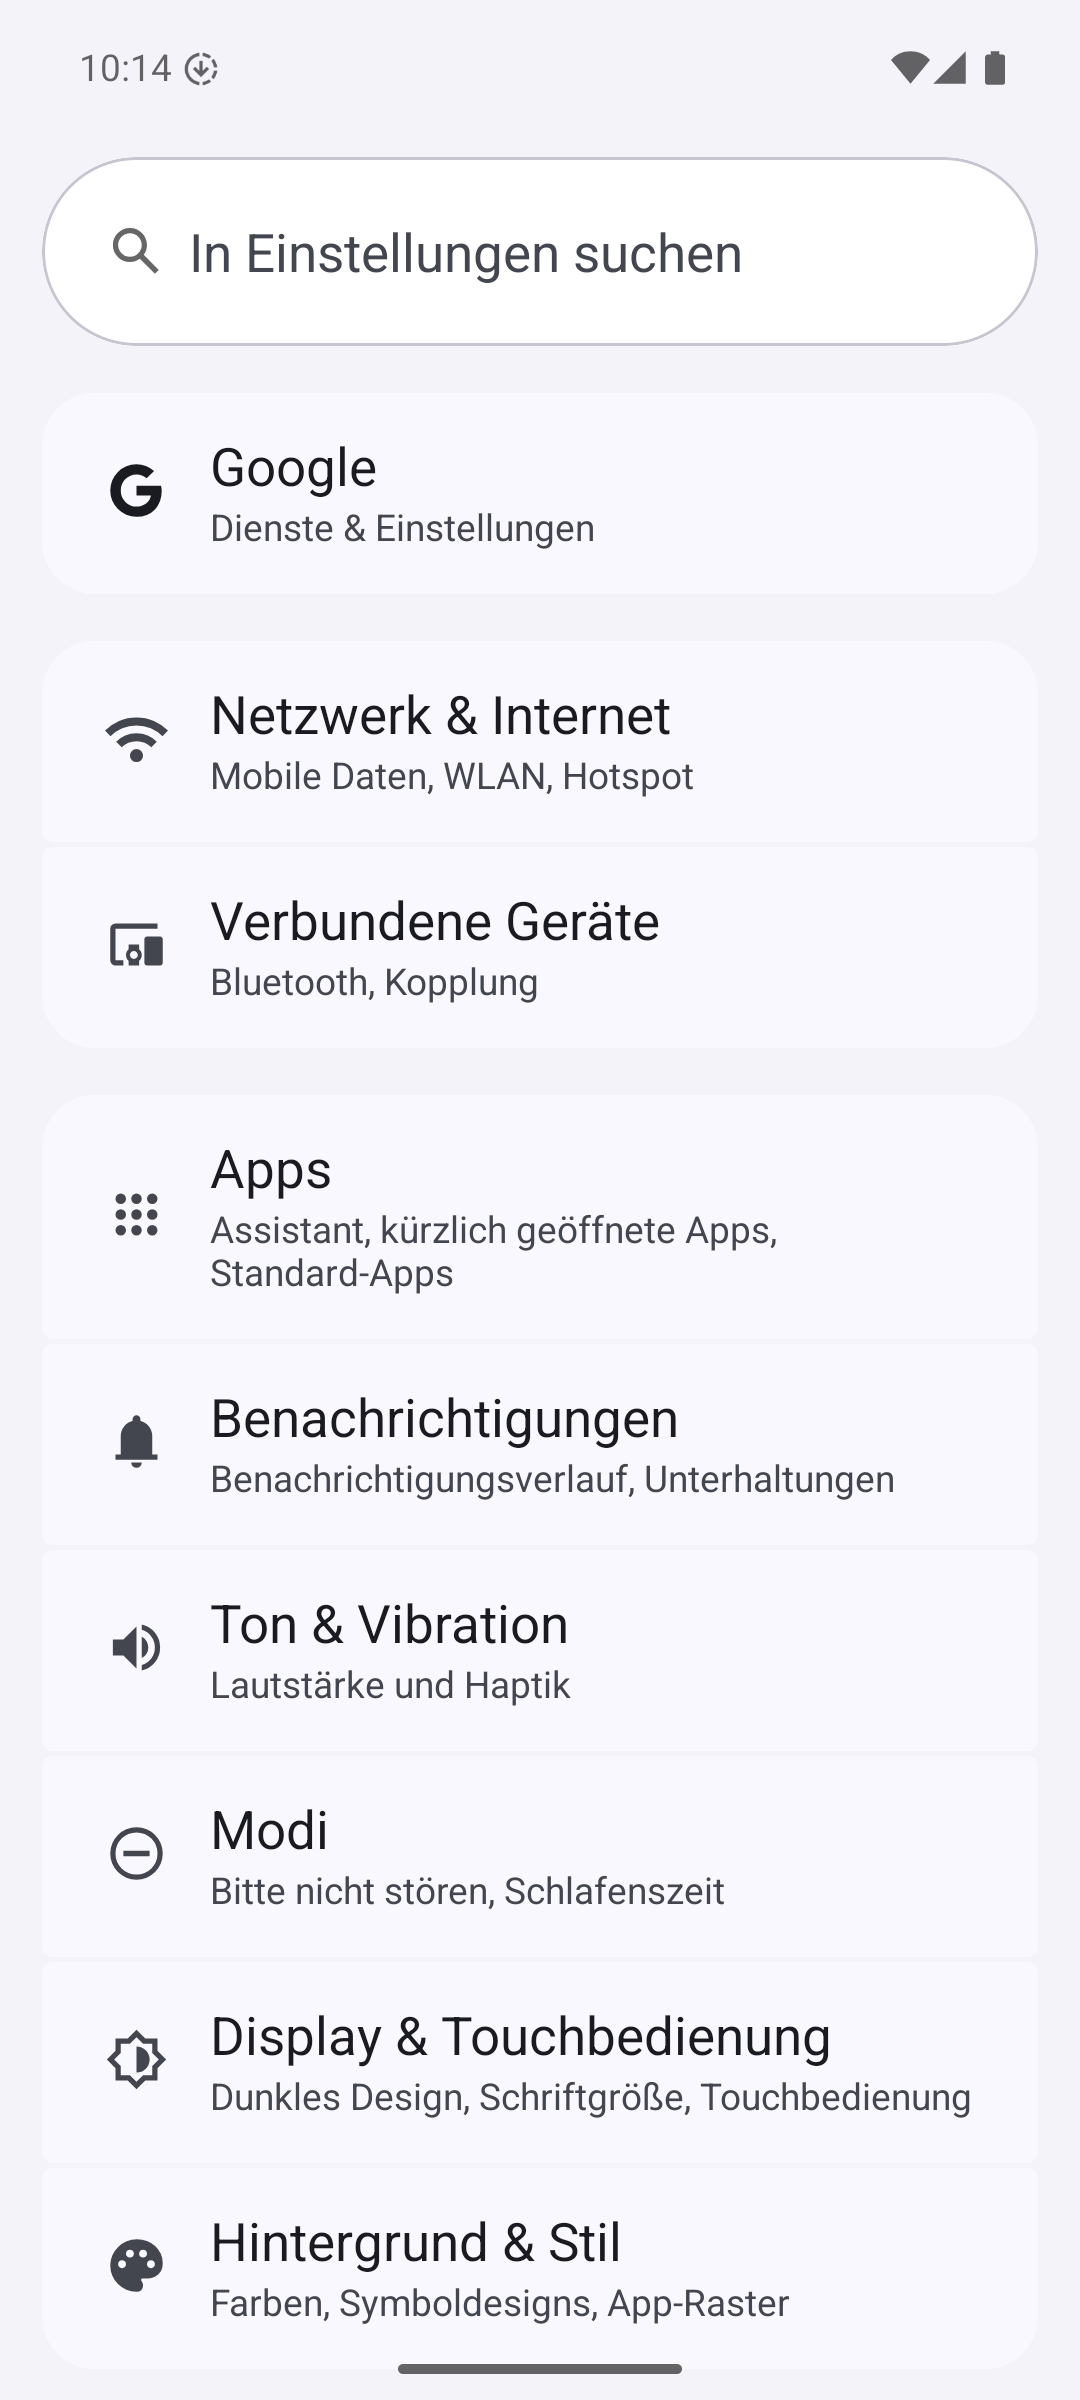 10:14
In Einstellungen suchen
Google
Dienste & Einstellungen
Netzwerk & Internet
Mobile Daten, WLAN, Hotspot
Verbundene Geräte
Bluetooth, Kopplung
Apps
Assistant, kürzlich geöffnete Apps,
Standard-Apps
Benachrichtigungen
Benachrichtigungsverlauf, Unterhaltungen
Ton & Vibration
Lautstärke und Haptik
Modi
Bitte nicht stören, Schlafenszeit
Display & Touchbedienung
Dunkles Design, Schriftgröße, Touchbedienung
Hintergrund & Stil
Farben, Symboldesigns, App-Raster